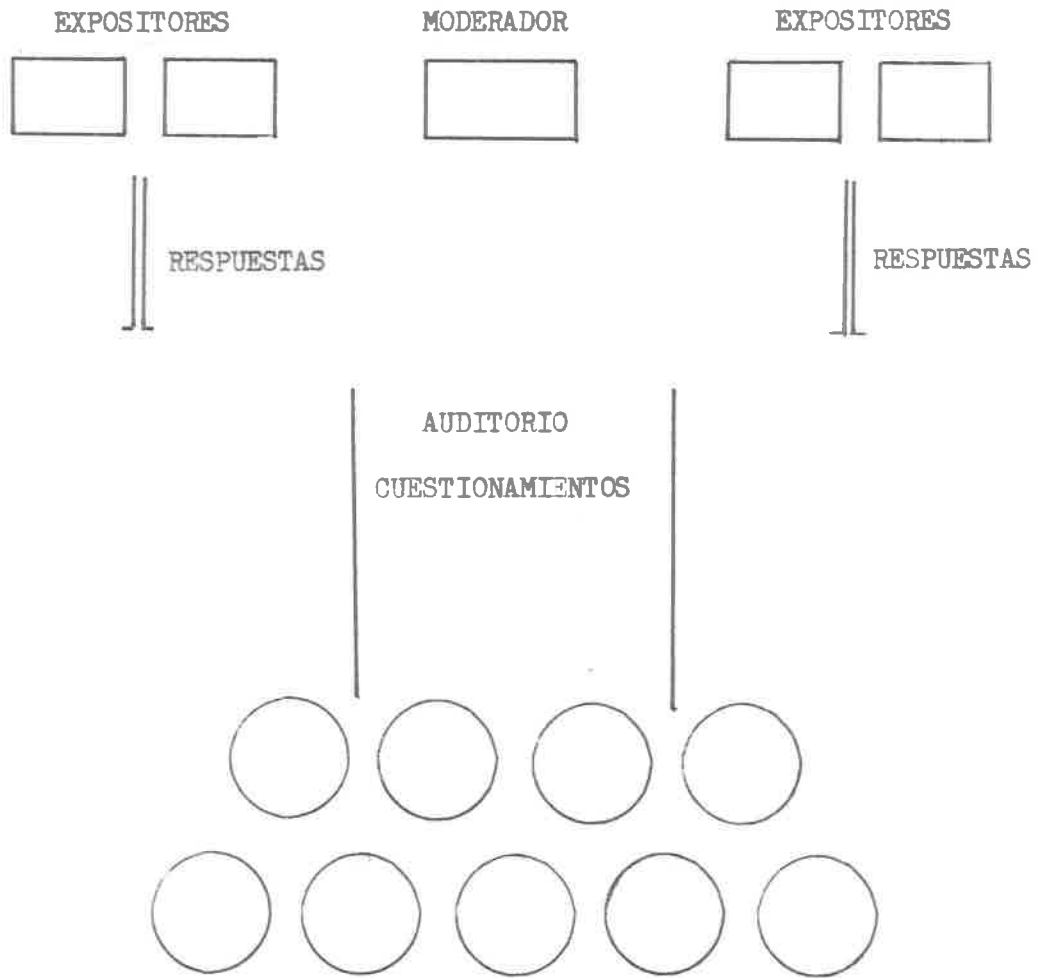 EXPOSITORES MODERADOR EXPOSITORES
RESPUESTAS RESPUESTAS
AUDITORIO
CUESTIONAMIENTOS